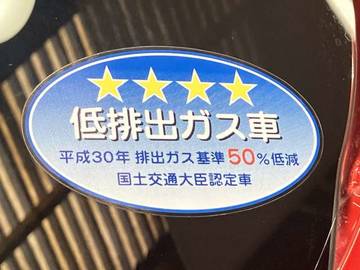 低排出ガス車
平成30年 排出ガス基準50%低減
国土交通大臣認定車